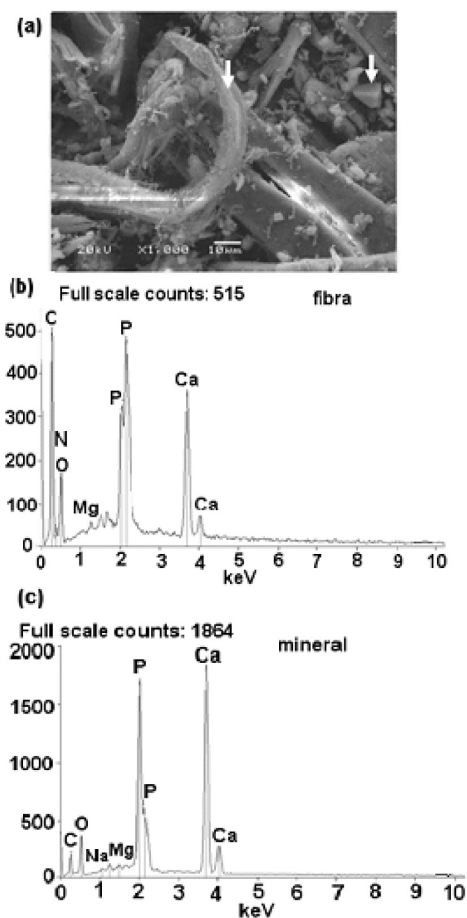 (a)
20kV X1,000 10μm
(b)
Full scale counts: 515 fibra
C
P
500
400
Ca
P
300
N
200
O
Mg
Ca
100
0
0 1 2 3 4 5 6 7 8 9 10
keV
(c)
Full scale counts: 1864
mineral
2000
P
Ca
1500
1000
P
500
O
C
Ca
Na Mg
0
0 1 2 3 4 5 6 7 8 9 10
keV